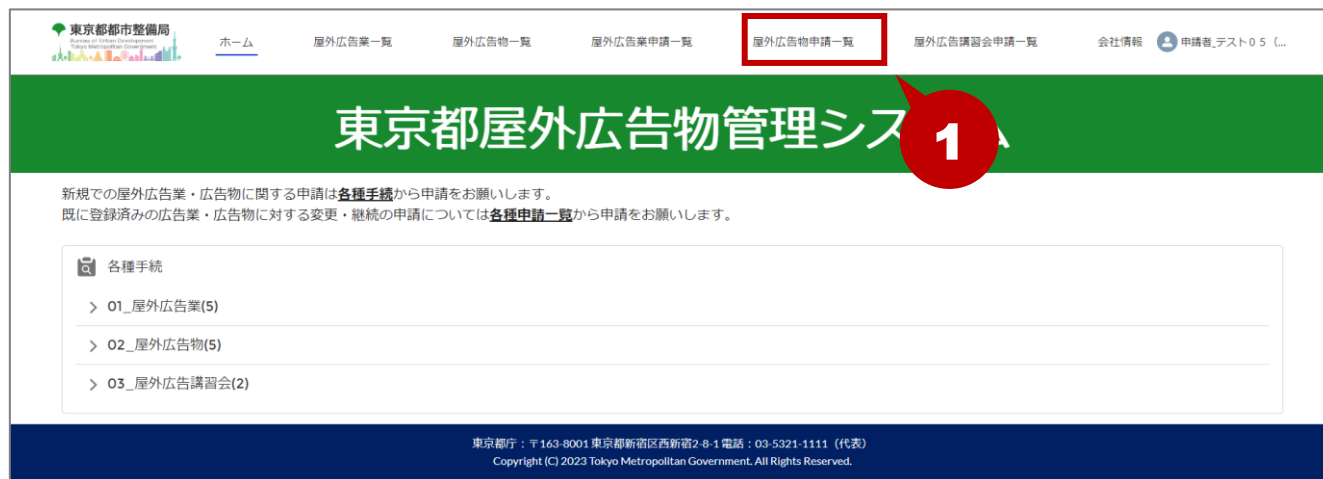 東京都都市整備局
Bureau of Urban Development
Tokyo Metropolitan Government
ホーム
屋外広告業一覧
屋外広告物一覧
屋外広告業申請一覧
屋外広告物申請一覧
屋外広告講習会申請一覧
会社情報
申請者_テスト05（...
1
東京都屋外広告物管理シス
新規での屋外広告業・広告物に関する申請は各種手続から申請をお願いします。
既に登録済みの広告業・広告物に対する変更・継続の申請については各種申請一覧から申請をお願いします。
各種手続
01_屋外広告業(5)
02_屋外広告物(5)
03_屋外広告講習会(2)
東京都庁：〒163-8001 東京都新宿区西新宿2-8-1 電話：03-5321-1111（代表）
Copyright (C) 2023 Tokyo Metropolitan Government. All Rights Reserved.